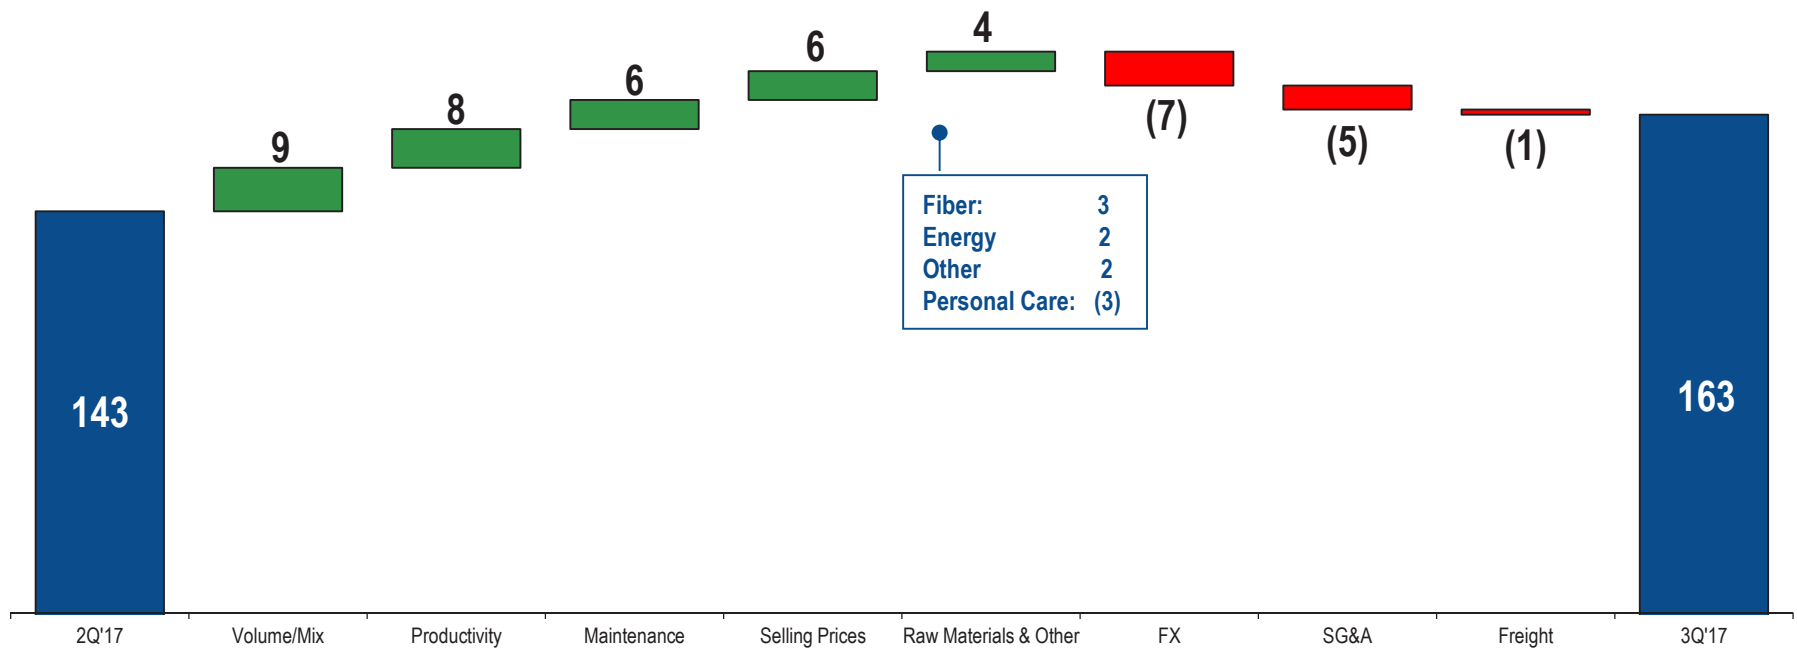 4
6
6
8
9
(7)
(5)
(1)
Fiber: 3
Energy 2
Other 2
Personal Care: (3)
143
163
2Q'17 Volume/Mix Productivity Maintenance Selling Prices Raw Materials & Other FX SG&A Freight 3Q'17